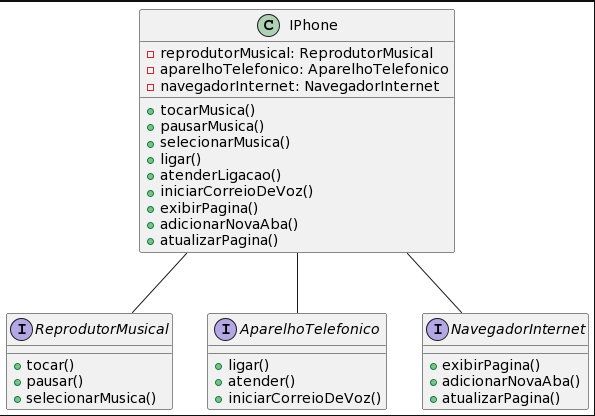 C IPhone
reprodutorMusical: ReprodutorMusical
aparelhoTelefonico: AparelhoTelefonico
navegadorInternet: NavegadorInternet
tocarMusica()
pausarMusica()
selecionarMusica()
ligar()
atenderLigacao()
iniciarCorreioDeVoz()
exibirPagina()
adicionarNovaAba()
atualizarPagina()
I ReprodutorMusical
tocar()
pausar()
selecionarMusica()
I AparelhoTelefonico
ligar()
atender()
iniciarCorreioDeVoz()
I NavegadorInternet
exibirPagina()
adicionarNovaAba()
atualizarPagina()